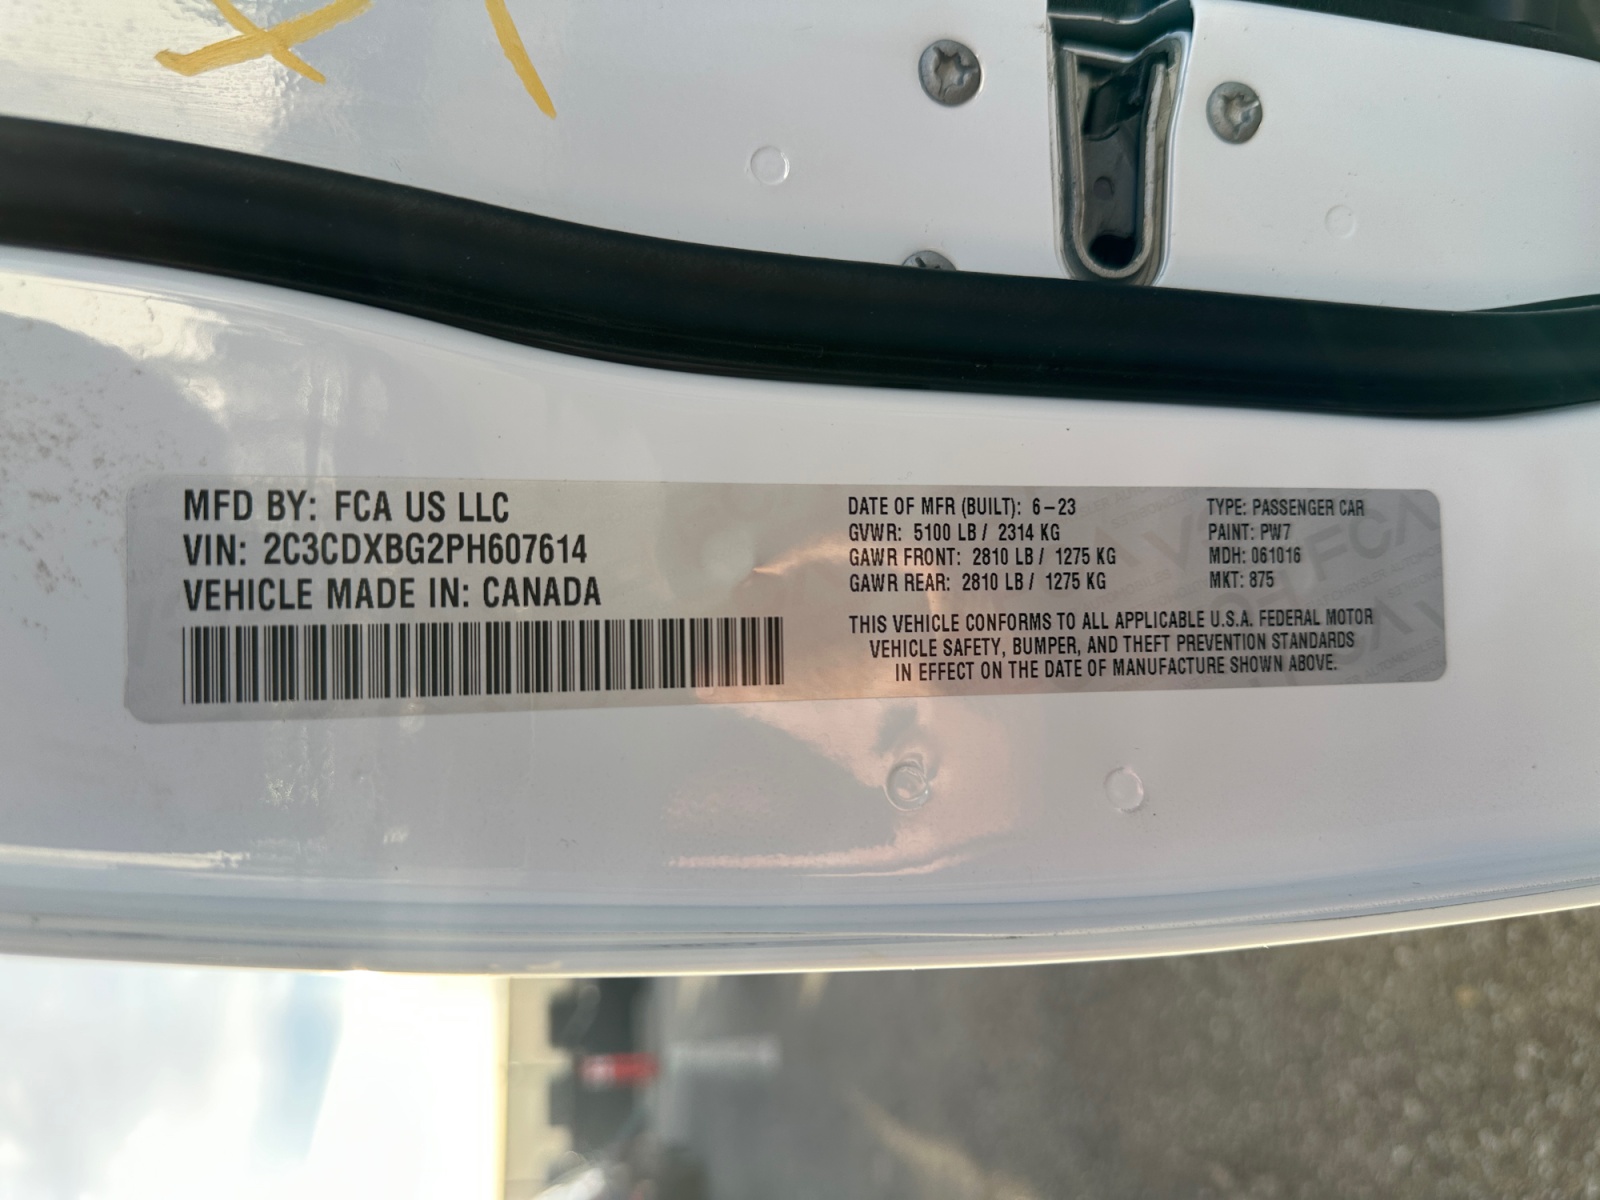 MFD BY: FCA US LLC
VIN: 2C3CDXBG2PH607614
VEHICLE MADE IN: CANADA
DATE OF MFR (BUILT): 6-23
GVWR: 5100 LB / 2314 KG
GAWR FRONT: 2810 LB / 1275 KG
GAWR REAR: 2810 LB / 1275 KG
TYPE: PASSENGER CAR
PAINT: PW7
MDH: 061016
MKT: 875
THIS VEHICLE CONFORMS TO ALL APPLICABLE U.S.A. FEDERAL MOTOR
VEHICLE SAFETY, BUMPER, AND THEFT PREVENTION STANDARDS
IN EFFECT ON THE DATE OF MANUFACTURE SHOWN ABOVE.